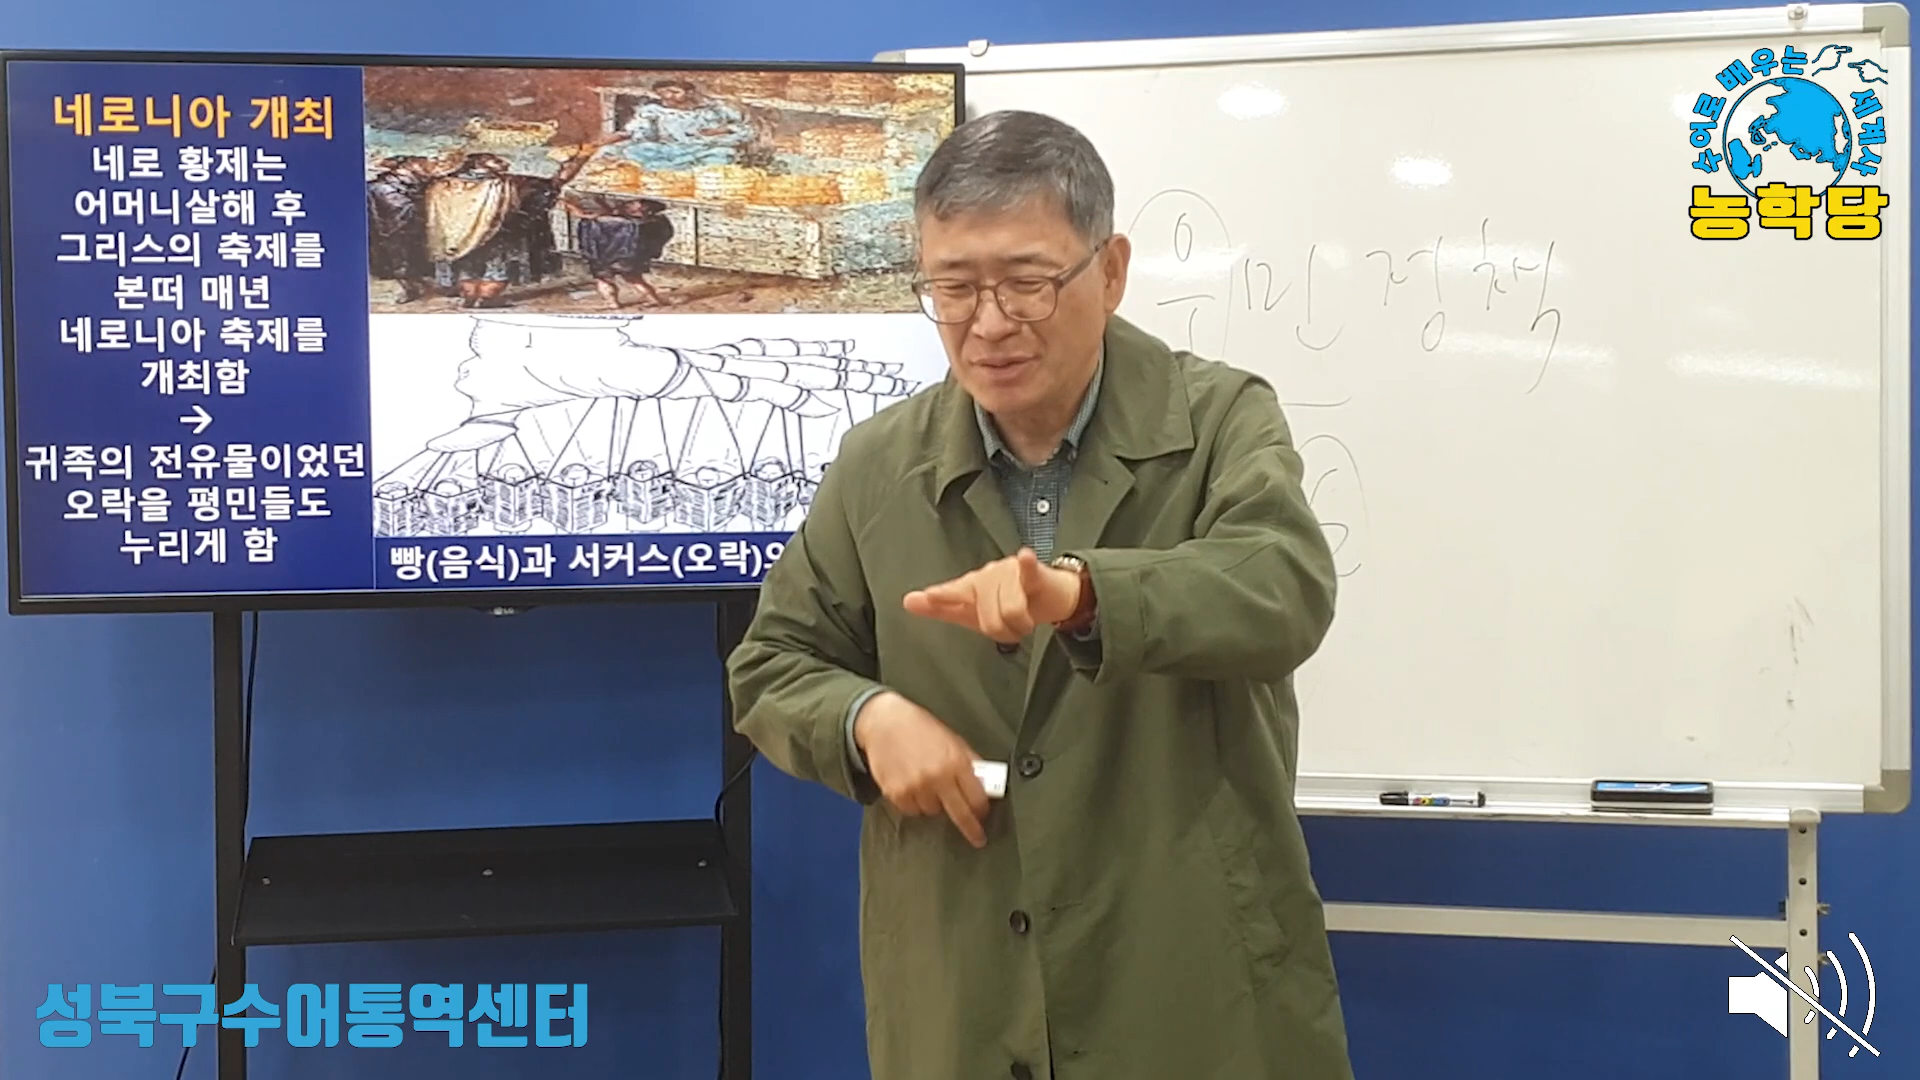 네로니아 개최
네로 황제는
어머니살해 후
그리스의 축제를
본떠 매년
네로니아 축제를
개최함
→
귀족의 전유물이었던
오락을 평민들도
누리게 함
빵(음식)과 서커스(오락)의
우민정책
수어로 배우는 세계사
농학당
성북구수어통역센터